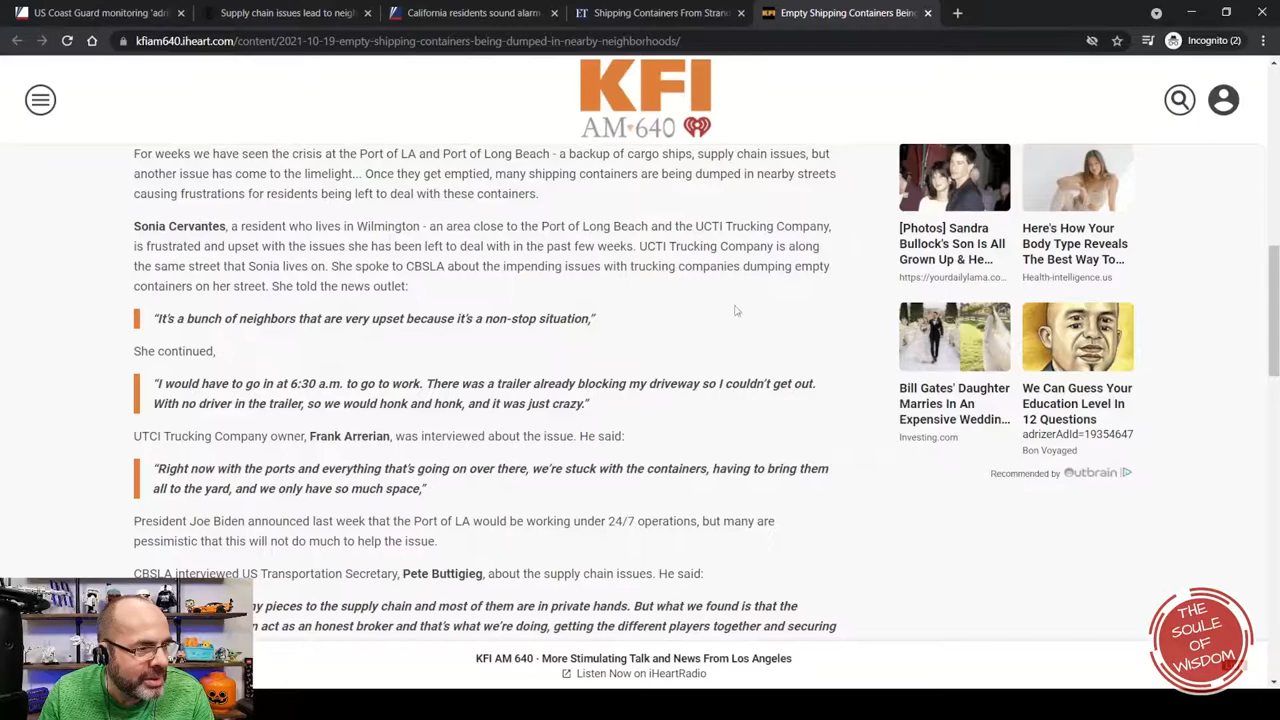 US Coast Guard monitoring 'adri
Supply chain issues lead to neigh
California residents sound alarm
ET Shipping Containers From Stran
KFI Empty Shipping Containers Bein
kfiam640.iheart.com/content/2021-10-19-empty-shipping-containers-being-dumped-in-nearby-neighborhoods/
Incognito (2)
KFI
AM 640
For weeks we have seen the crisis at the Port of LA and Port of Long Beach - a backup of cargo ships, supply chain issues, but
another issue has come to the limelight... Once they get emptied, many shipping containers are being dumped in nearby streets
causing frustrations for residents being left to deal with these containers.
Sonia Cervantes, a resident who lives in Wilmington - an area close to the Port of Long Beach and the UCTI Trucking Company,
is frustrated and upset with the issues she has been left to deal with in the past few weeks. UCTI Trucking Company is along
the same street that Sonia lives on. She spoke to CBSLA about the impending issues with trucking companies dumping empty
containers on her street. She told the news outlet:
“It’s a bunch of neighbors that are very upset because it’s a non-stop situation,”
She continued,
“I would have to go in at 6:30 a.m. to go to work. There was a trailer already blocking my driveway so I couldn’t get out.
With no driver in the trailer, so we would honk and honk, and it was just crazy.”
UTCI Trucking Company owner, Frank Arrerian, was interviewed about the issue. He said:
“Right now with the ports and everything that’s going on over there, we’re stuck with the containers, having to bring them
all to the yard, and we only have so much space,”
President Joe Biden announced last week that the Port of LA would be working under 24/7 operations, but many are
pessimistic that this will not do much to help the issue.
CBSLA interviewed US Transportation Secretary, Pete Buttigieg, about the supply chain issues. He said:
ny pieces to the supply chain and most of them are in private hands. But what we found is that the
n act as an honest broker and that’s what we’re doing, getting the different players together and securing
[Photos] Sandra
Bullock's Son Is All
Grown Up & He...
https://yourdailylama.co...
Here's How Your
Body Type Reveals
The Best Way To...
Health-intelligence.us
Bill Gates' Daughter
Marries In An
Expensive Weddin...
Investing.com
We Can Guess Your
Education Level In
12 Questions
adrizerAdId=19354647
Bon Voyaged
Recommended by Outbrain
KFI AM 640 - More Stimulating Talk and News From Los Angeles
Listen Now on iHeartRadio
THE
SOULE
OF
WISDOM